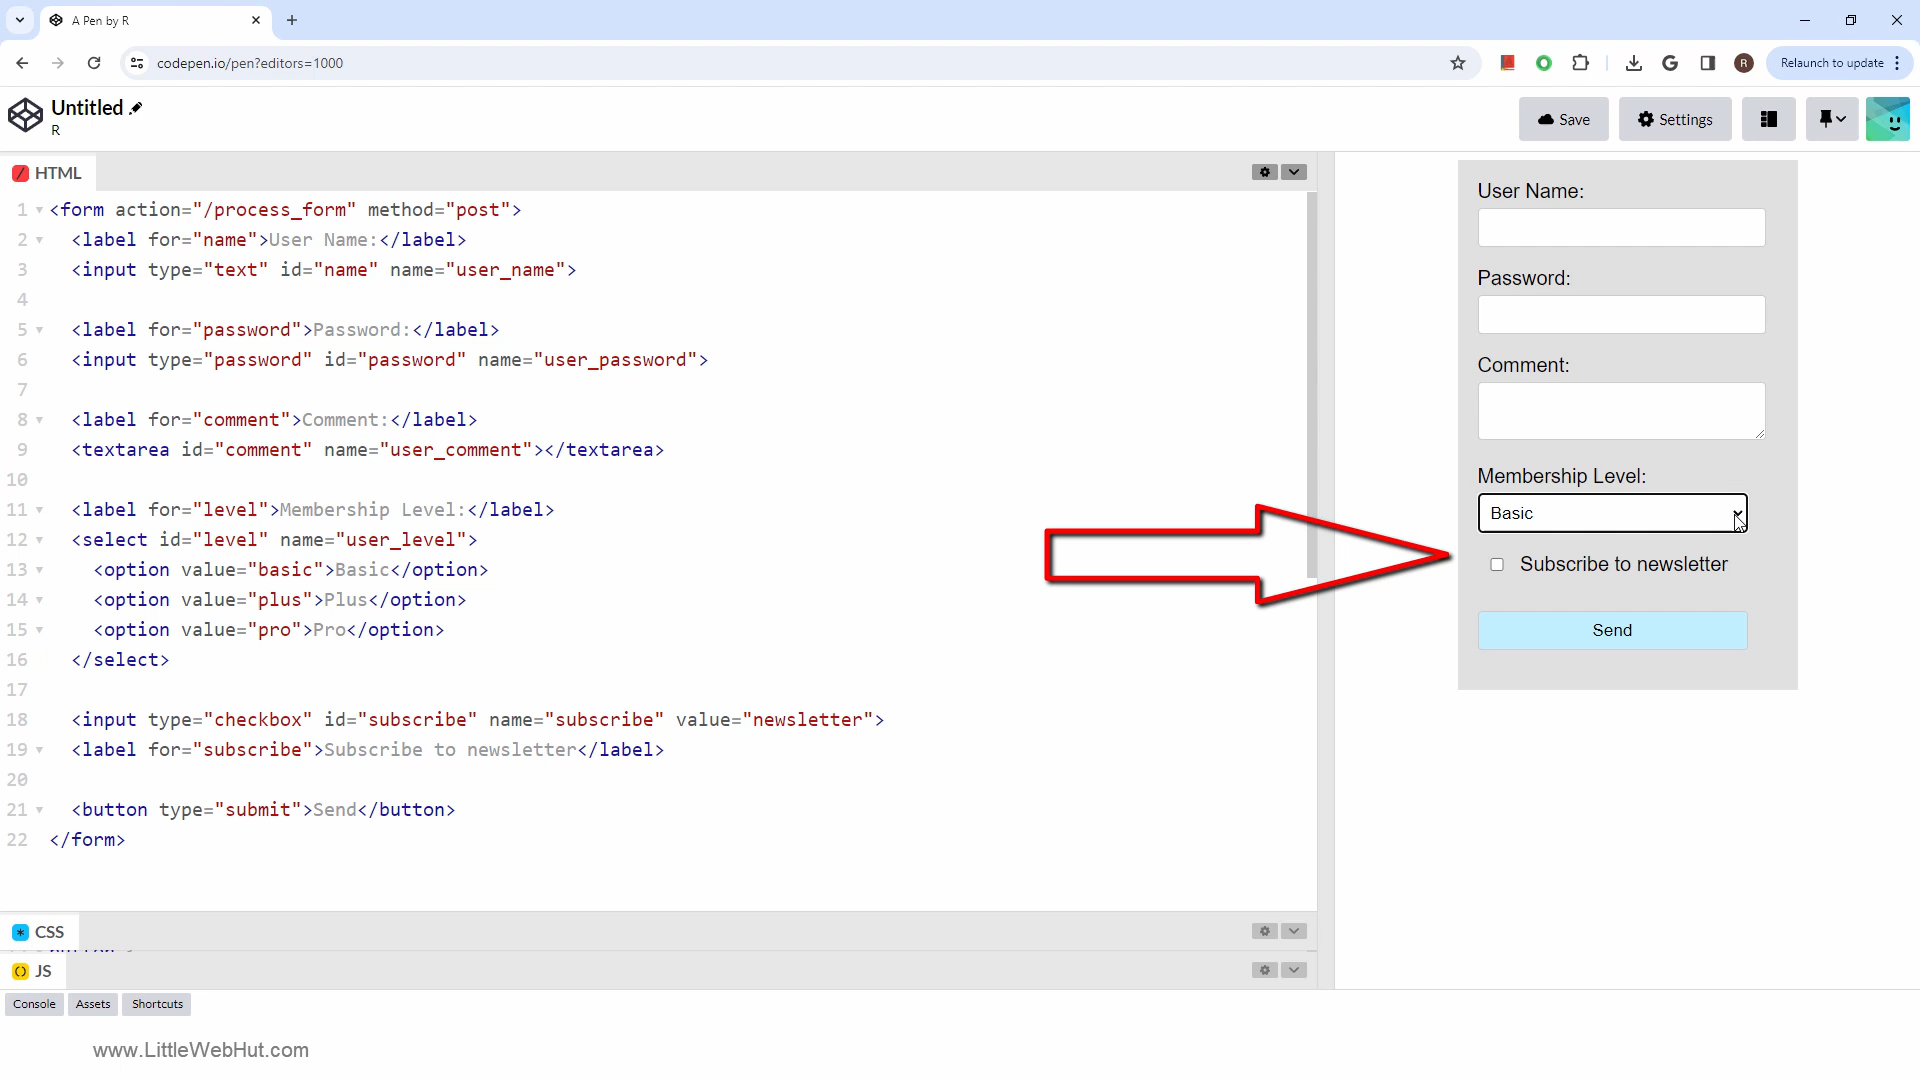 A Pen by R
codepen.io/pen?editors=1000
R
Relaunch to update
Untitled
R
Save
Settings
HTML
1 <form action="/process_form" method="post">
2 <label for="name">User Name:</label>
3 <input type="text" id="name" name="user_name">
4
5 <label for="password">Password:</label>
6 <input type="password" id="password" name="user_password">
7
8 <label for="comment">Comment:</label>
9 <textarea id="comment" name="user_comment"></textarea>
10
11 <label for="level">Membership Level:</label>
12 <select id="level" name="user_level">
13 <option value="basic">Basic</option>
14 <option value="plus">Plus</option>
15 <option value="pro">Pro</option>
16 </select>
17
18 <input type="checkbox" id="subscribe" name="subscribe" value="newsletter">
19 <label for="subscribe">Subscribe to newsletter</label>
20
21 <button type="submit">Send</button>
22 </form>
User Name:
Password:
Comment:
Membership Level:
Basic
Subscribe to newsletter
Send
CSS
JS
Console
Assets
Shortcuts
www.LittleWebHut.com